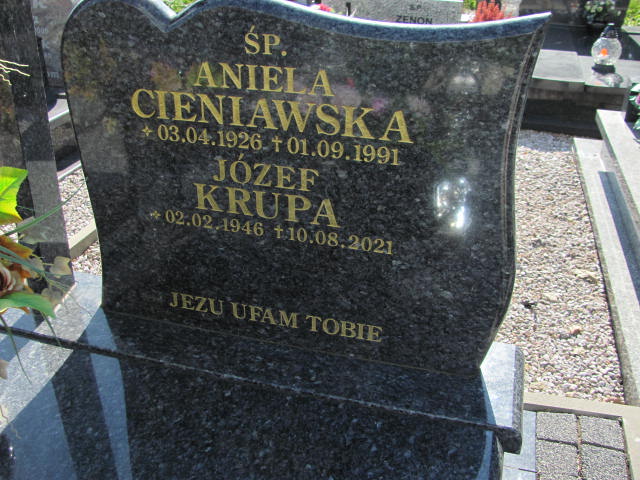 Ś.P.
ZENON
ŚP.
ANIELA
CIENIAWSKA
+ 03.04.1926 † 01.09.1991
JÓZEF
KRUPA
+ 02.02.1946 † 10.08.2021
JEZU UFAM TOBIE